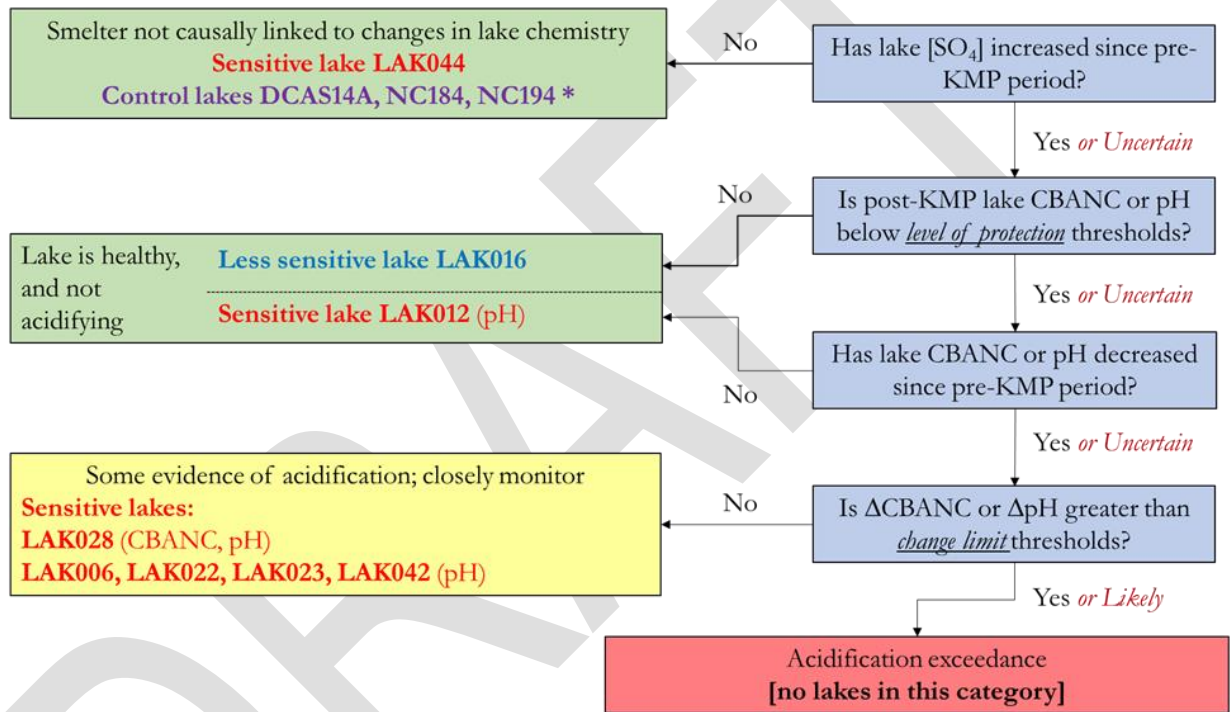 Smelter not causally linked to changes in lake chemistry
Sensitive lake LAK044
Control lakes DCAS14A, NC184, NC194 *
No
Has lake [SO₄] increased since pre-
KMP period?
Yes or Uncertain
No
Is post-KMP lake CBANC or pH
below level of protection thresholds?
Lake is healthy,
and not
acidifying
Less sensitive lake LAK016
Sensitive lake LAK012 (pH)
Yes or Uncertain
Has lake CBANC or pH decreased
since pre-KMP period?
No
Yes or Uncertain
Some evidence of acidification; closely monitor
Sensitive lakes:
LAK028 (CBANC, pH)
LAK006, LAK022, LAK023, LAK042 (pH)
No
Is ΔCBANC or ΔpH greater than
change limit thresholds?
Yes or Likely
Acidification exceedance
[no lakes in this category]
DRAFT